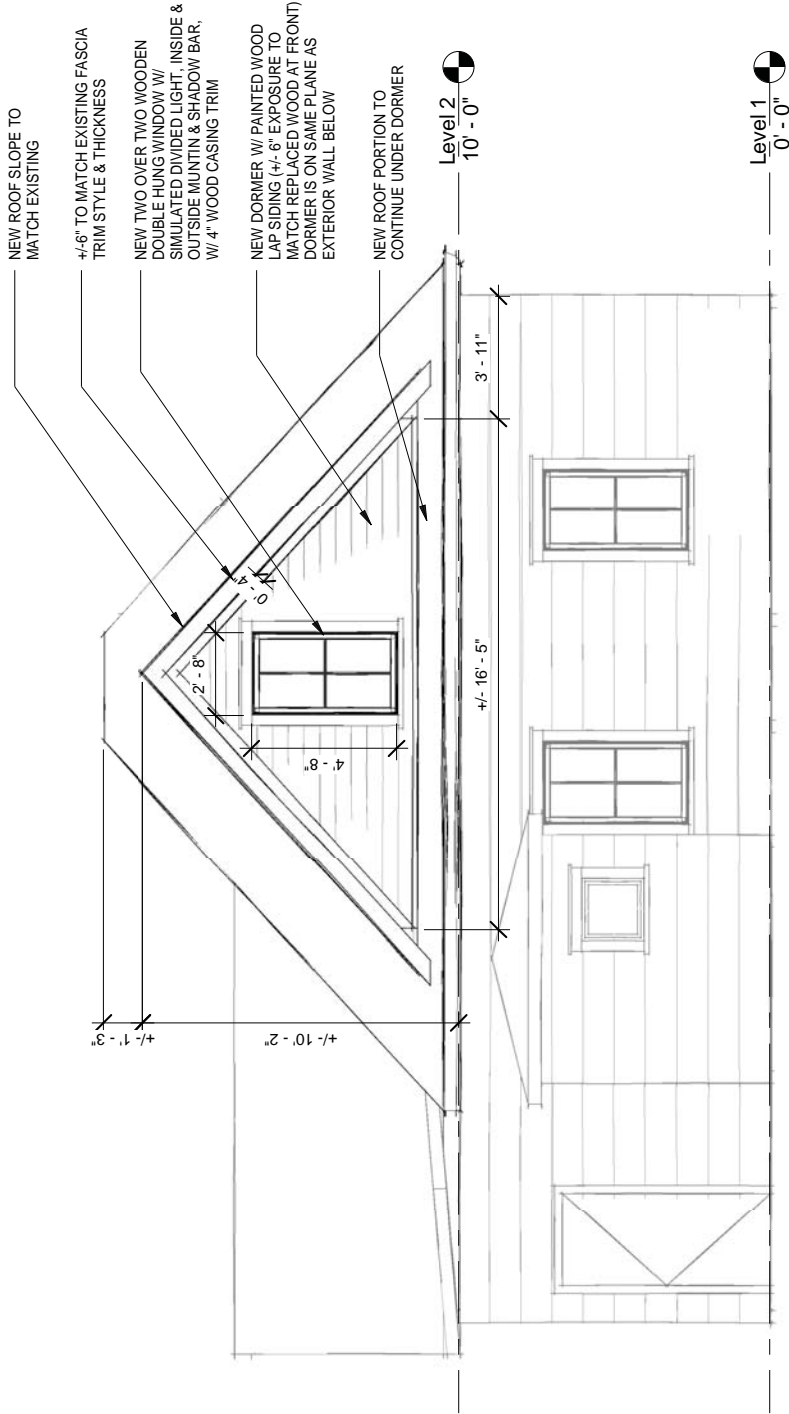 NEW ROOF SLOPE TO
MATCH EXISTING
+/-6" TO MATCH EXISTING FASCIA
TRIM STYLE & THICKNESS
NEW TWO OVER TWO WOODEN
DOUBLE HUNG WINDOW W/
SIMULATED DIVIDED LIGHT, INSIDE &
OUTSIDE MUNTIN & SHADOW BAR,
W/ 4" WOOD CASING TRIM
NEW DORMER W/ PAINTED WOOD
LAP SIDING (+/- 6" EXPOSURE TO
MATCH REPLACED WOOD AT FRONT)
DORMER IS ON SAME PLANE AS
EXTERIOR WALL BELOW
NEW ROOF PORTION TO
CONTINUE UNDER DORMER
Level 2
10' - 0"
Level 1
0' - 0"
+/- 1' - 3"
+/- 10' - 2"
2' - 8"
0' - 4"
4' - 8"
+/- 16' - 5"
3' - 11"